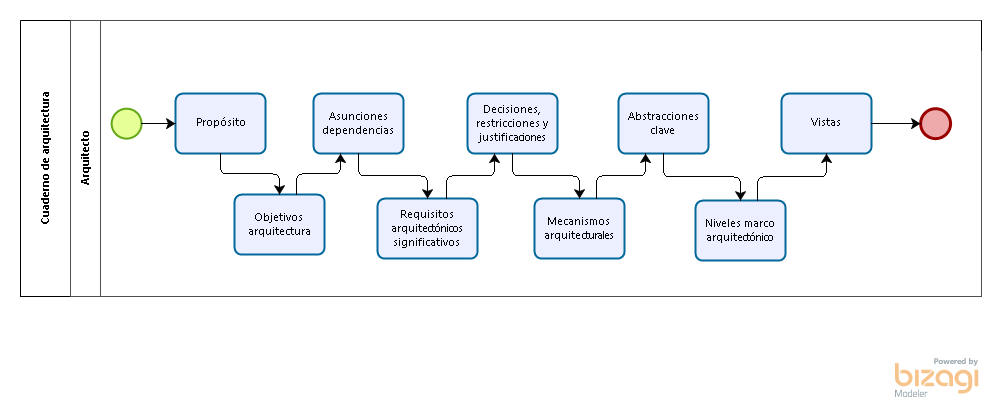 Cuaderno de arquitectura
Arquitecto
Propósito
Objetivos
arquitectura
Asunciones
dependencias
Requisitos
arquitectónicos
significativos
Decisiones,
restricciones y
justificaciones
Mecanismos
arquitecturales
Abstracciones
clave
Niveles marco
arquitectónico
Vistas
Powered by
bizagi
Modeler